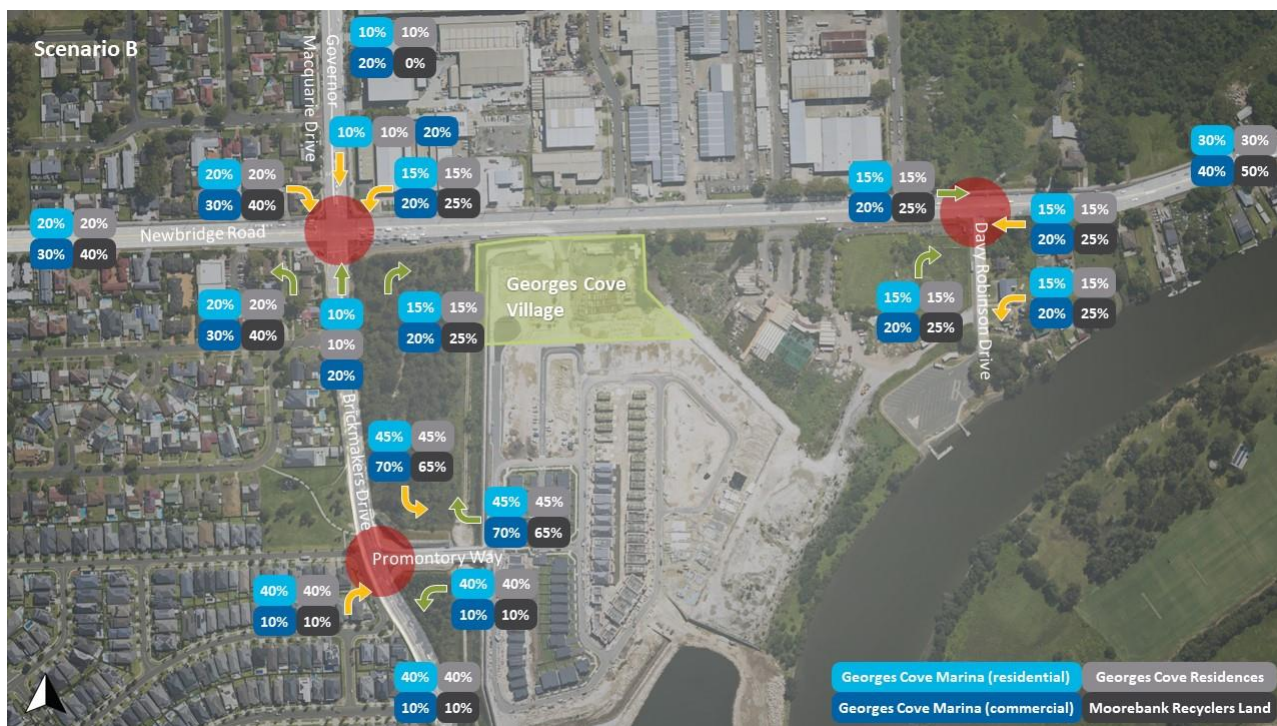 Scenario B
Governor
Macquarie Drive
10% 10%
20% 0%
10% 10% 20%
20% 20%
30% 40%
15% 15%
20% 25%
20% 20%
30% 40%
Newbridge Road
15% 15%
20% 25%
30% 30%
40% 50%
15% 15%
20% 25%
Davy Robinson Drive
15% 15%
20% 25%
15% 15%
20% 25%
Georges Cove
Village
20% 20%
30% 40%
10%
10%
20%
15% 15%
20% 25%
Brickmakers Drive
45% 45%
70% 65%
45% 45%
70% 65%
Promontory Way
40% 40%
10% 10%
40% 40%
10% 10%
40% 40%
10% 10%
Georges Cove Marina (residential) Georges Cove Residences
Georges Cove Marina (commercial) Moorebank Recyclers Land